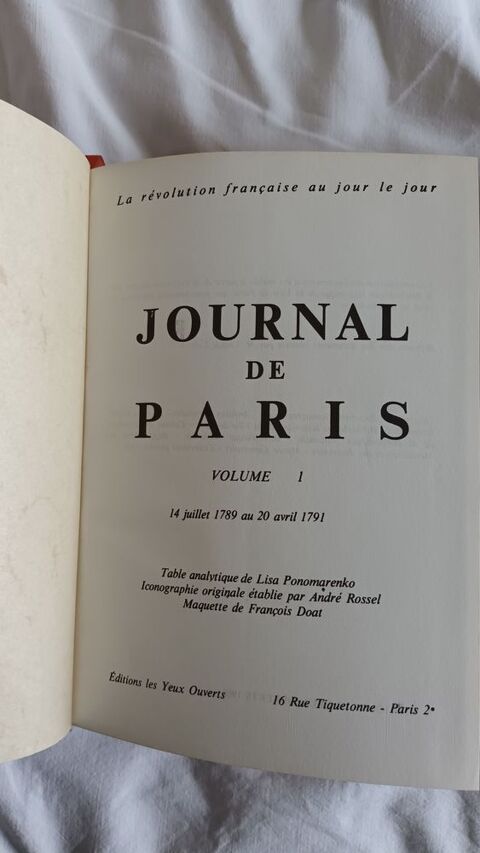 La révolution française au jour le jour
JOURNAL
DE
PARIS
VOLUME 1
14 juillet 1789 au 20 avril 1791
Table analytique de Lisa Ponomarenko
Iconographie originale établie par André Rossel
Maquette de François Doat
Éditions les Yeux Ouverts 16 Rue Tiquetonne - Paris 2e